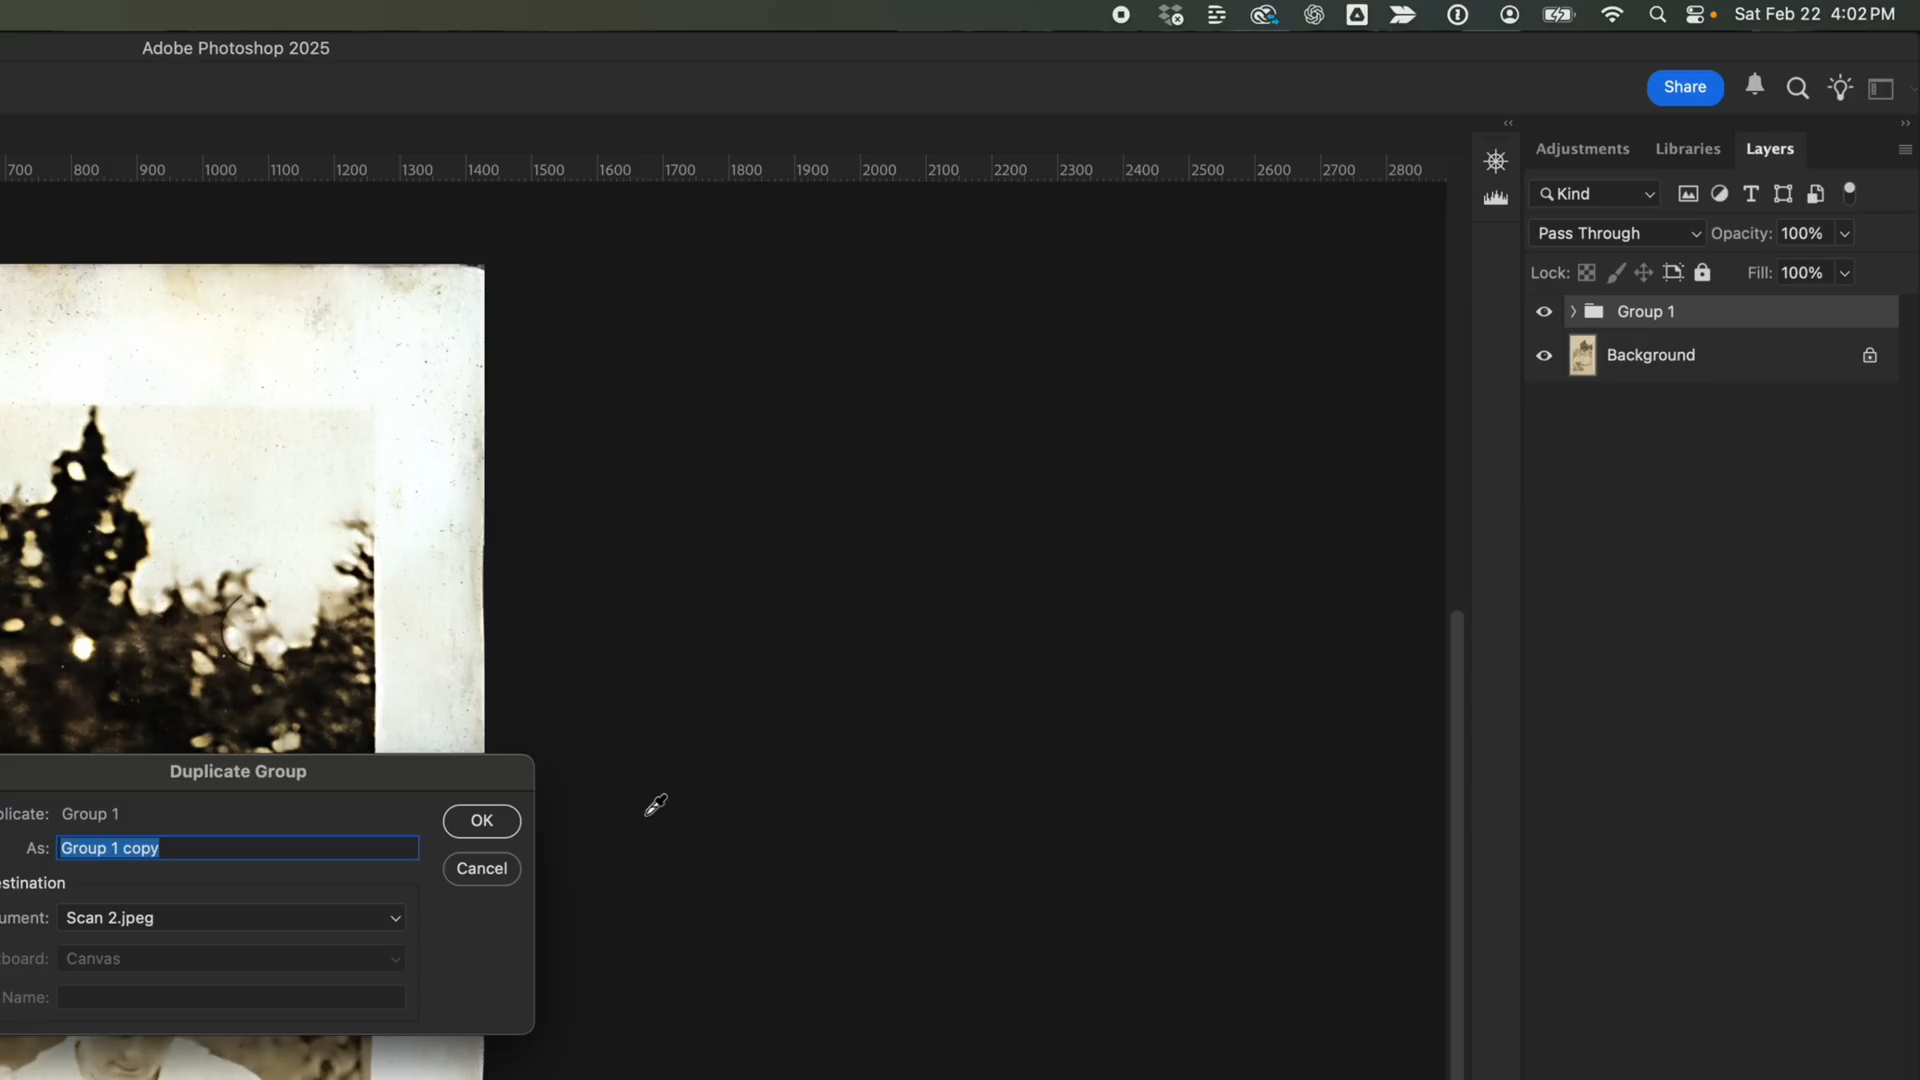 Sat Feb 22 4:02 PM
Adobe Photoshop 2025
Share
700 800 900 1000 1100 1200 1300 1400 1500 1600 1700 1800 1900 2000 2100 2200 2300 2400 2500 2600 2700 2800
Adjustments Libraries Layers
Kind
Pass Through Opacity: 100%
Lock: Fill: 100%
Group 1
Background
Duplicate Group
plicate: Group 1
OK
As: Group 1 copy
Cancel
estination
ument: Scan 2.jpeg
board: Canvas
Name: